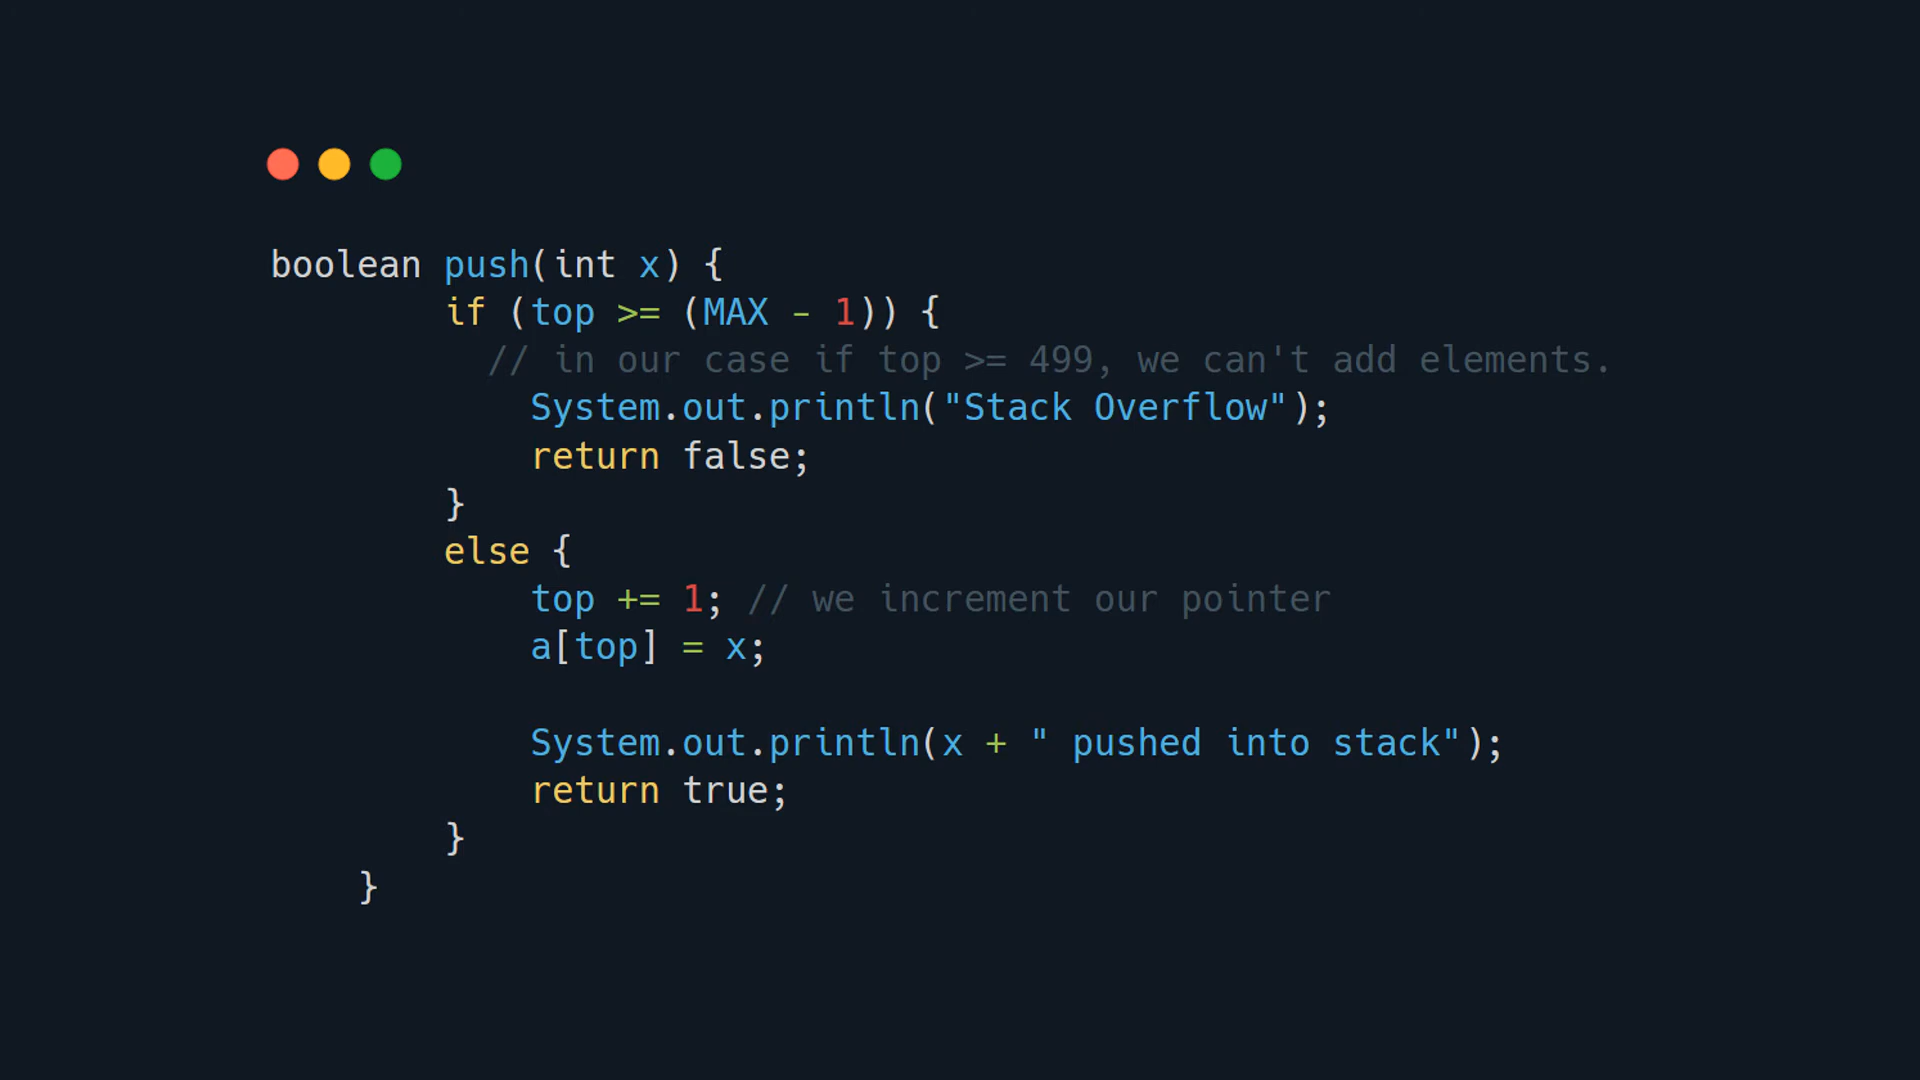 boolean push(int x) {
        if (top >= (MAX - 1)) {
          // in our case if top >= 499, we can't add elements.
            System.out.println("Stack Overflow");
            return false;
        }
        else {
            top += 1; // we increment our pointer
            a[top] = x;

            System.out.println(x + " pushed into stack");
            return true;
        }
    }